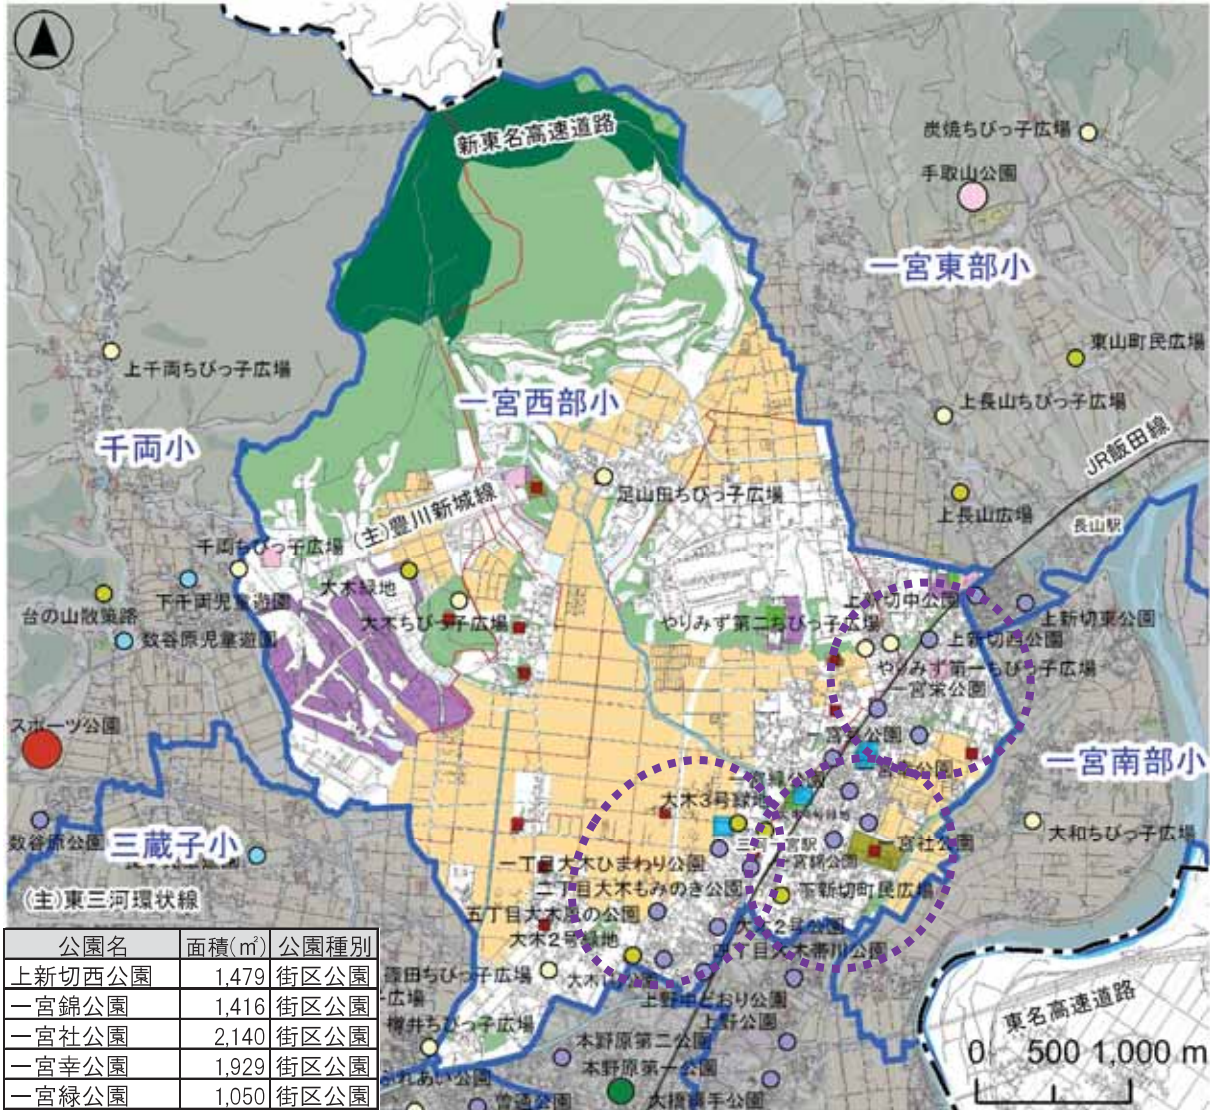 新東名高速道路
炭焼ちびっ子広場
手取山公園
一宮東部小
東山町民広場
上千両ちびっ子広場
一宮西部小
上長山ちびっ子広場
千両小
JR飯田線
足山田ちびっ子広場
(主)豊川新城線
上長山広場
長山駅
千両ちびっ子広場
大木緑地
下千両児童遊園
台の山散策路
数谷原児童遊園
大木ちびっ子広場
上新切中公園
上新切東公園
やりみず第二ちびっ子広場
上新切西公園
やりみず第一ちびっ子広場
一宮栄公園
スポーツ公園
一宮南部小
大木3号緑地
数谷原公園
三蔵子小
大和ちびっ子広場
一宮社公園
一宮錦公園
一丁目大木ひまわり公園
二丁目大木もみのき公園
下新切町民広場
(主)東三河環状線
五丁目大木風の公園
大木2号公園
大木2号緑地
四丁目大木帯川公園
篠田ちびっ子広場
上野中どおり公園
上野公園
東名高速道路
本野原第二公園
本野原第一公園
0 500 1,000 m
公園名 面積(㎡) 公園種別
上新切西公園 1,479 街区公園
一宮錦公園 1,416 街区公園
一宮社公園 2,140 街区公園
一宮幸公園 1,929 街区公園
一宮緑公園 1,050 街区公園